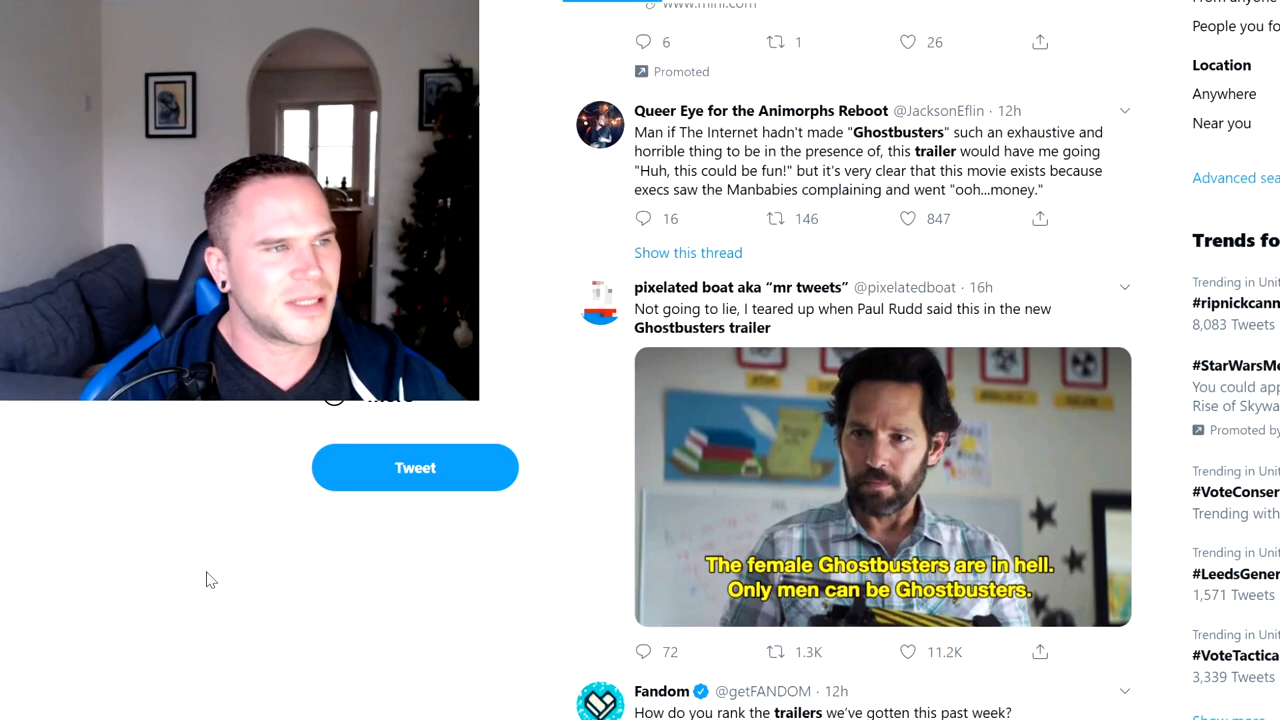 www.mini.com
6 1 26
Promoted
Queer Eye for the Animorphs Reboot @JacksonEflin · 12h
Man if The Internet hadn't made "Ghostbusters" such an exhaustive and
horrible thing to be in the presence of, this trailer would have me going
"Huh, this could be fun!" but it's very clear that this movie exists because
execs saw the Manbabies complaining and went "ooh...money."
16 146 847
Show this thread
pixelated boat aka “mr tweets” @pixelatedboat · 16h
Not going to lie, I teared up when Paul Rudd said this in the new
Ghostbusters trailer
The female Ghostbusters are in hell.
Only men can be Ghostbusters.
72 1.3K 11.2K
Fandom @getFANDOM · 12h
How do you rank the trailers we've gotten this past week?
Tweet
People you fo
Location
Anywhere
Near you
Advanced sea
Trends fo
Trending in Unit
#ripnickcann
8,083 Tweets
#StarWarsMe
You could app
Rise of Skywa
Promoted by
Trending in Unit
#VoteConser
Trending with
Trending in Unit
#LeedsGener
1,571 Tweets
Trending in Unit
#VoteTactica
3,339 Tweets